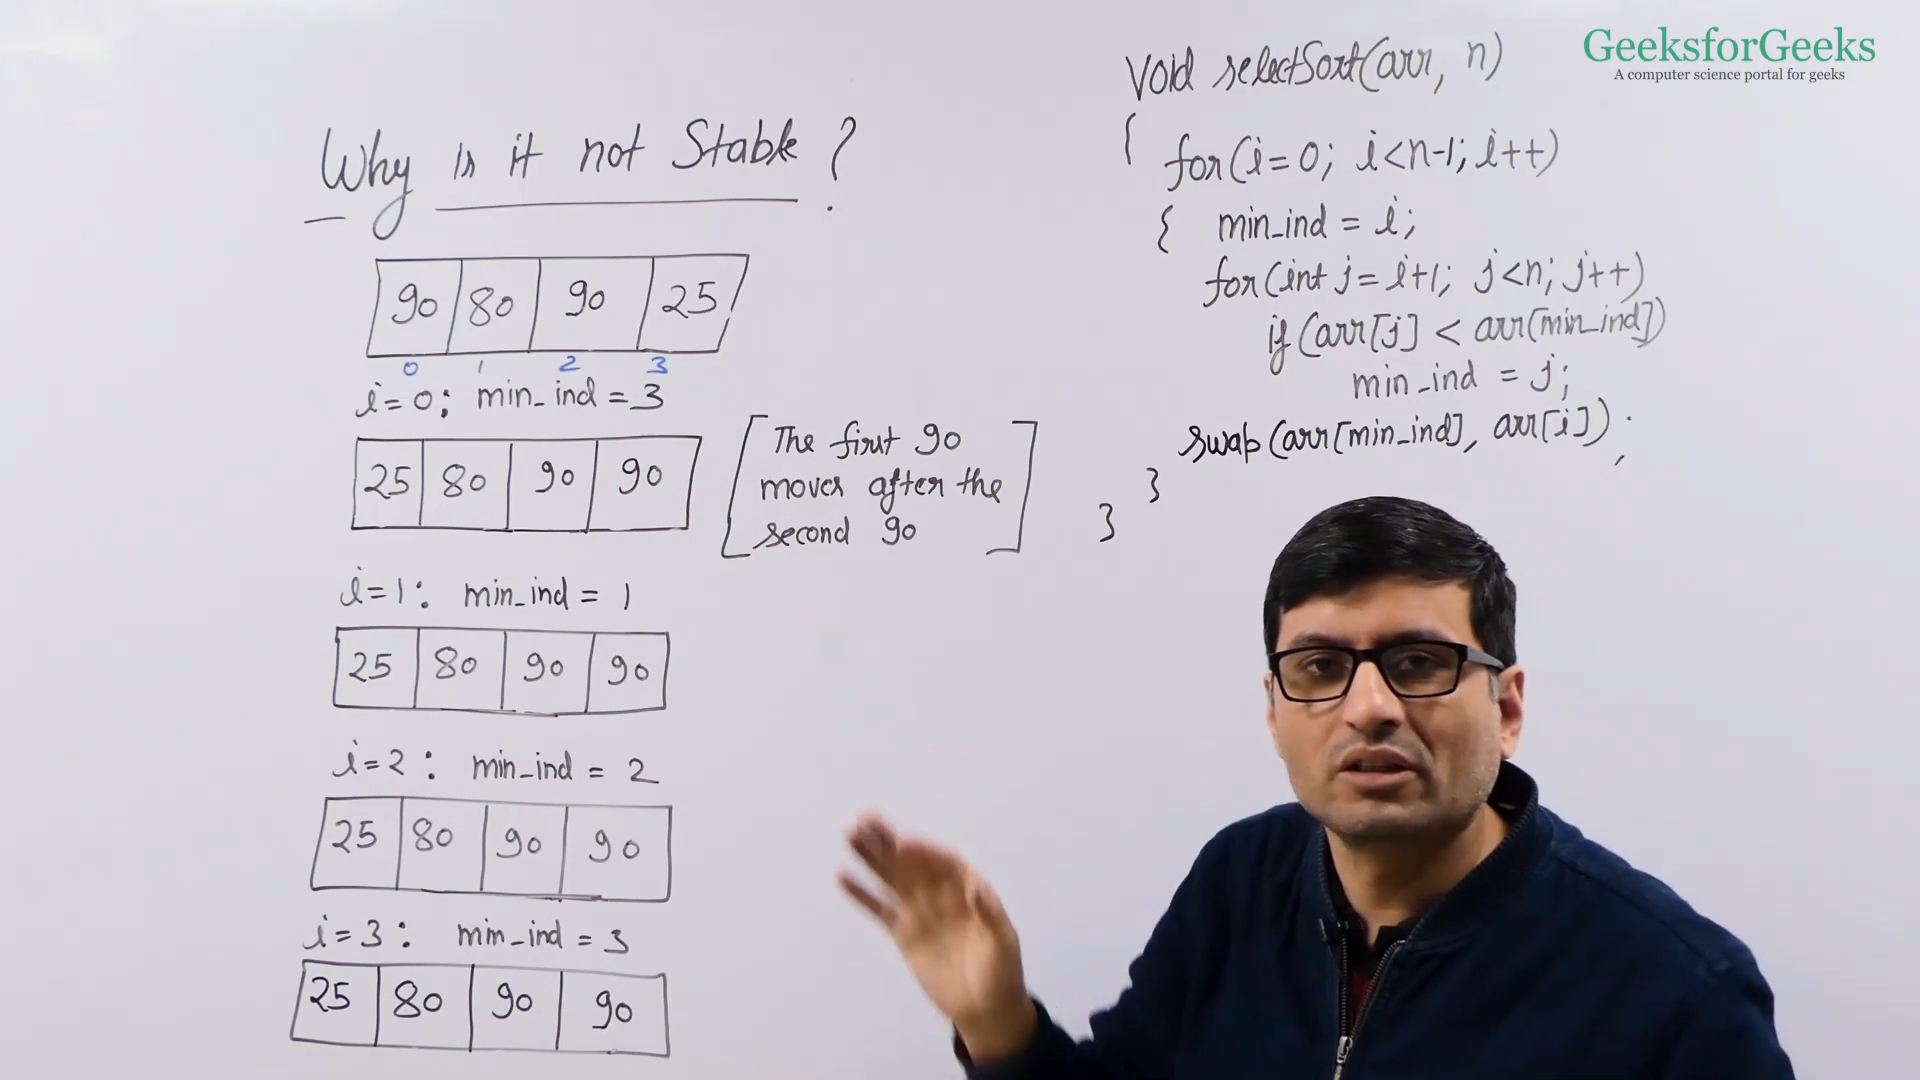 Why is it not Stable?
90 80 90 25
0 1 2 3
i=0: min_ind = 3
25 80 90 90
[The first 90
moves after the
second 90]
i=1: min_ind = 1
25 80 90 90
i=2: min_ind = 2
25 80 90 90
i=3: min_ind = 3
25 80 90 90
GeeksforGeeks
A computer science portal for geeks
void selectSort(arr, n)
{ for(i=0; i<n-1; i++)
{ min_ind = i;
for(int j=i+1; j<n; j++)
if(arr[j] < arr[min_ind])
min_ind = j;
swap(arr[min_ind], arr[i]);
}
}